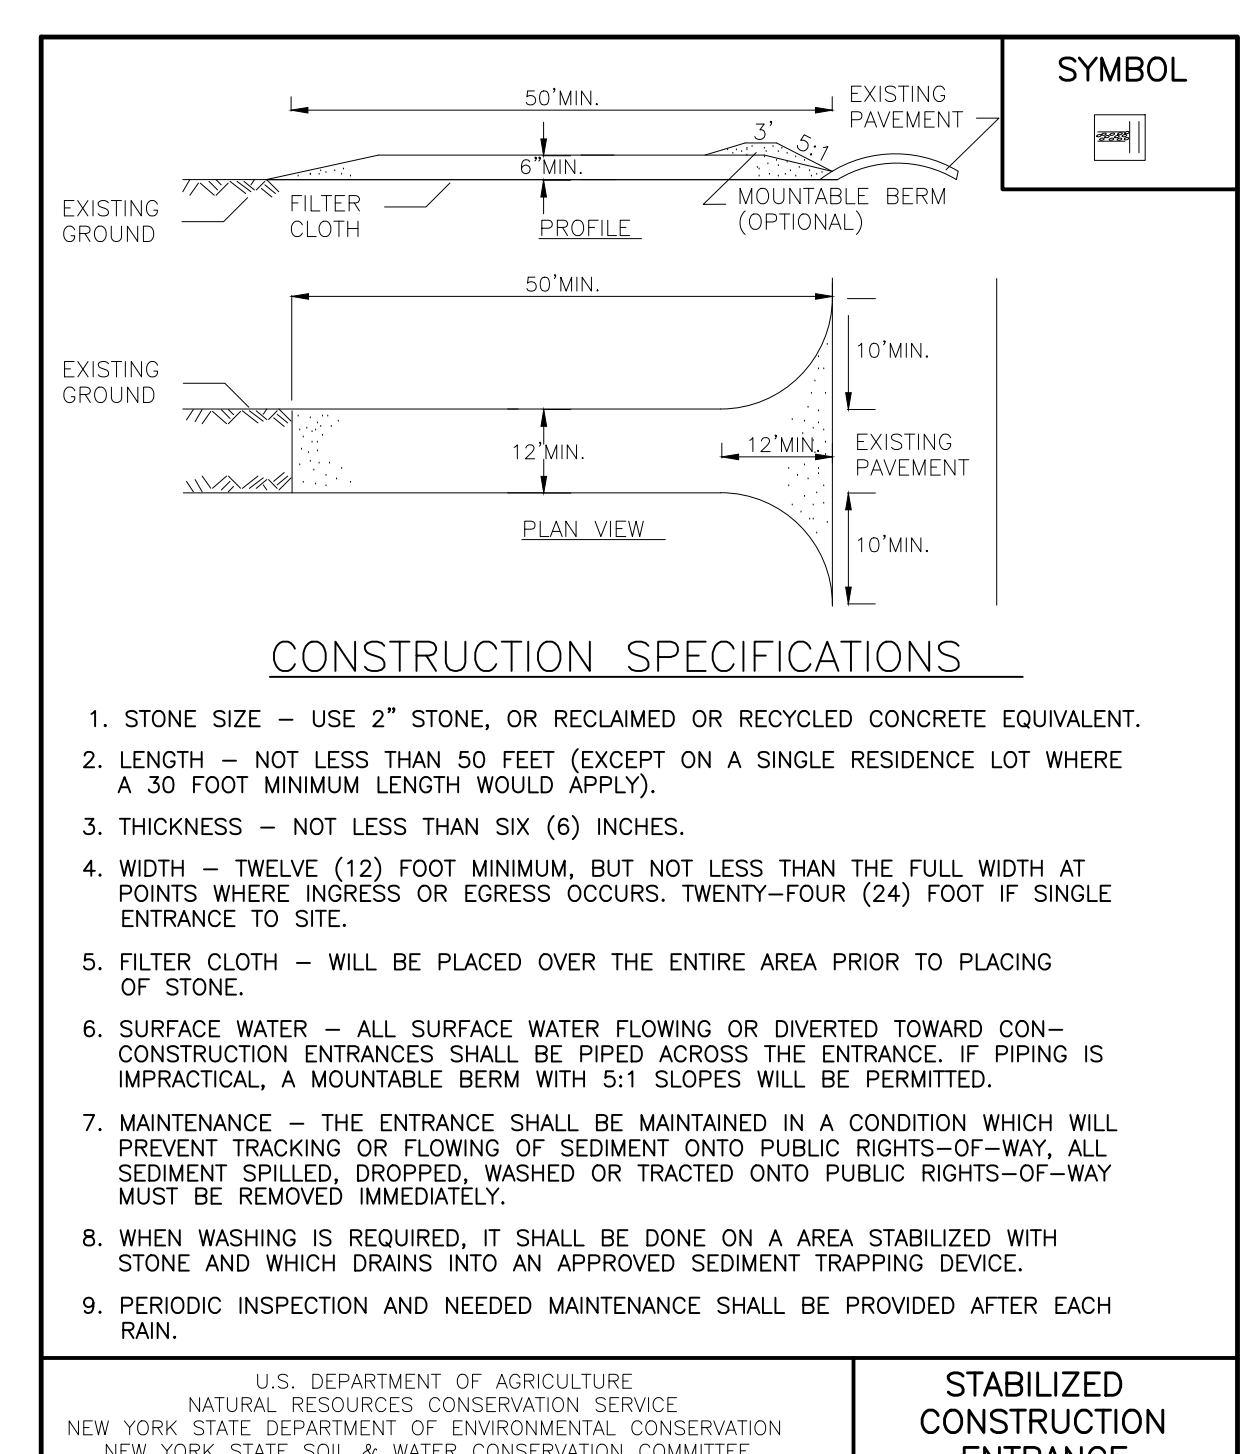 SYMBOL
50'MIN.
EXISTING
PAVEMENT
3'
5:1
6"MIN.
EXISTING
GROUND
FILTER
CLOTH
PROFILE
MOUNTABLE BERM
(OPTIONAL)
50'MIN.
10'MIN.
EXISTING
GROUND
12'MIN.
12'MIN.
EXISTING
PAVEMENT
PLAN VIEW
10'MIN.
CONSTRUCTION SPECIFICATIONS
1. STONE SIZE – USE 2" STONE, OR RECLAIMED OR RECYCLED CONCRETE EQUIVALENT.
2. LENGTH – NOT LESS THAN 50 FEET (EXCEPT ON A SINGLE RESIDENCE LOT WHERE
A 30 FOOT MINIMUM LENGTH WOULD APPLY).
3. THICKNESS – NOT LESS THAN SIX (6) INCHES.
4. WIDTH – TWELVE (12) FOOT MINIMUM, BUT NOT LESS THAN THE FULL WIDTH AT
POINTS WHERE INGRESS OR EGRESS OCCURS. TWENTY–FOUR (24) FOOT IF SINGLE
ENTRANCE TO SITE.
5. FILTER CLOTH – WILL BE PLACED OVER THE ENTIRE AREA PRIOR TO PLACING
OF STONE.
6. SURFACE WATER – ALL SURFACE WATER FLOWING OR DIVERTED TOWARD CON–
CONSTRUCTION ENTRANCES SHALL BE PIPED ACROSS THE ENTRANCE. IF PIPING IS
IMPRACTICAL, A MOUNTABLE BERM WITH 5:1 SLOPES WILL BE PERMITTED.
7. MAINTENANCE – THE ENTRANCE SHALL BE MAINTAINED IN A CONDITION WHICH WILL
PREVENT TRACKING OR FLOWING OF SEDIMENT ONTO PUBLIC RIGHTS–OF–WAY, ALL
SEDIMENT SPILLED, DROPPED, WASHED OR TRACTED ONTO PUBLIC RIGHTS–OF–WAY
MUST BE REMOVED IMMEDIATELY.
8. WHEN WASHING IS REQUIRED, IT SHALL BE DONE ON A AREA STABILIZED WITH
STONE AND WHICH DRAINS INTO AN APPROVED SEDIMENT TRAPPING DEVICE.
9. PERIODIC INSPECTION AND NEEDED MAINTENANCE SHALL BE PROVIDED AFTER EACH
RAIN.
U.S. DEPARTMENT OF AGRICULTURE
NATURAL RESOURCES CONSERVATION SERVICE
NEW YORK STATE DEPARTMENT OF ENVIRONMENTAL CONSERVATION
NEW YORK STATE SOIL & WATER CONSERVATION COMMITTEE
STABILIZED
CONSTRUCTION
ENTRANCE